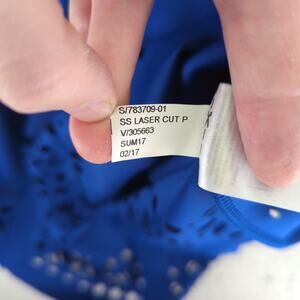 S/783709-01
SS LASER CUT P
V/305663
SUM17
02/17